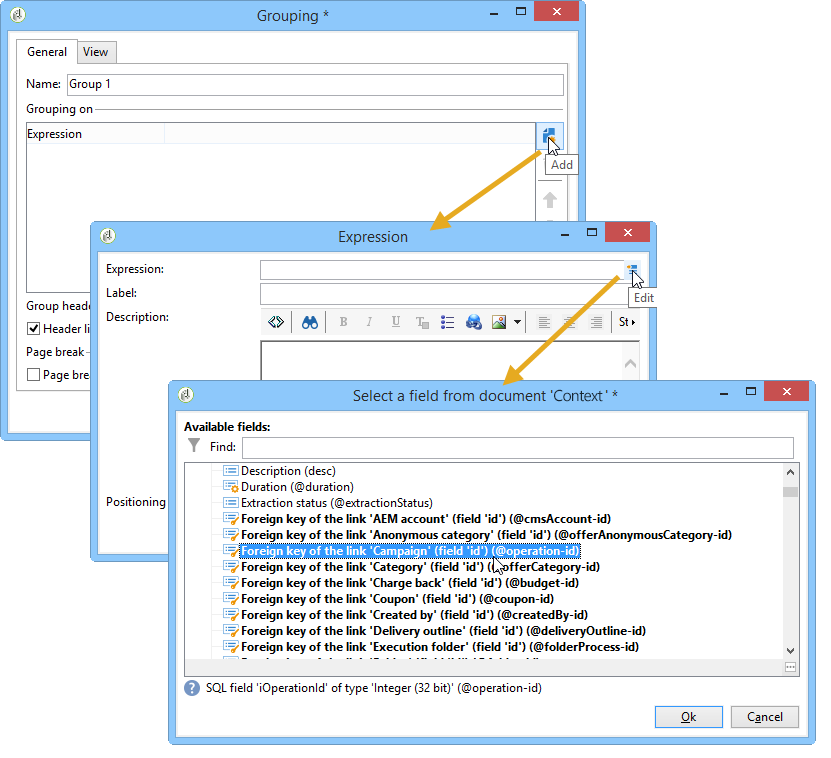 Grouping *
General
View
Name: Group 1
Grouping on
Expression
Add
Group heade
Header li
Page break
Page bre
Expression
Expression:
Edit
Label:
Description:
B I U
St
Positioning
Select a field from document 'Context' *
Available fields:
Find:
Description (desc)
Duration (@duration)
Extraction status (@extractionStatus)
Foreign key of the link 'AEM account' (field 'id') (@cmsAccount-id)
Foreign key of the link 'Anonymous category' (field 'id') (@offerAnonymousCategory-id)
Foreign key of the link 'Campaign' (field 'id') (@operation-id)
Foreign key of the link 'Category' (field 'id') (@offerCategory-id)
Foreign key of the link 'Charge back' (field 'id') (@budget-id)
Foreign key of the link 'Coupon' (field 'id') (@coupon-id)
Foreign key of the link 'Created by' (field 'id') (@createdBy-id)
Foreign key of the link 'Delivery outline' (field 'id') (@deliveryOutline-id)
Foreign key of the link 'Execution folder' (field 'id') (@folderProcess-id)
SQL field 'iOperationId' of type 'Integer (32 bit)' (@operation-id)
Ok
Cancel